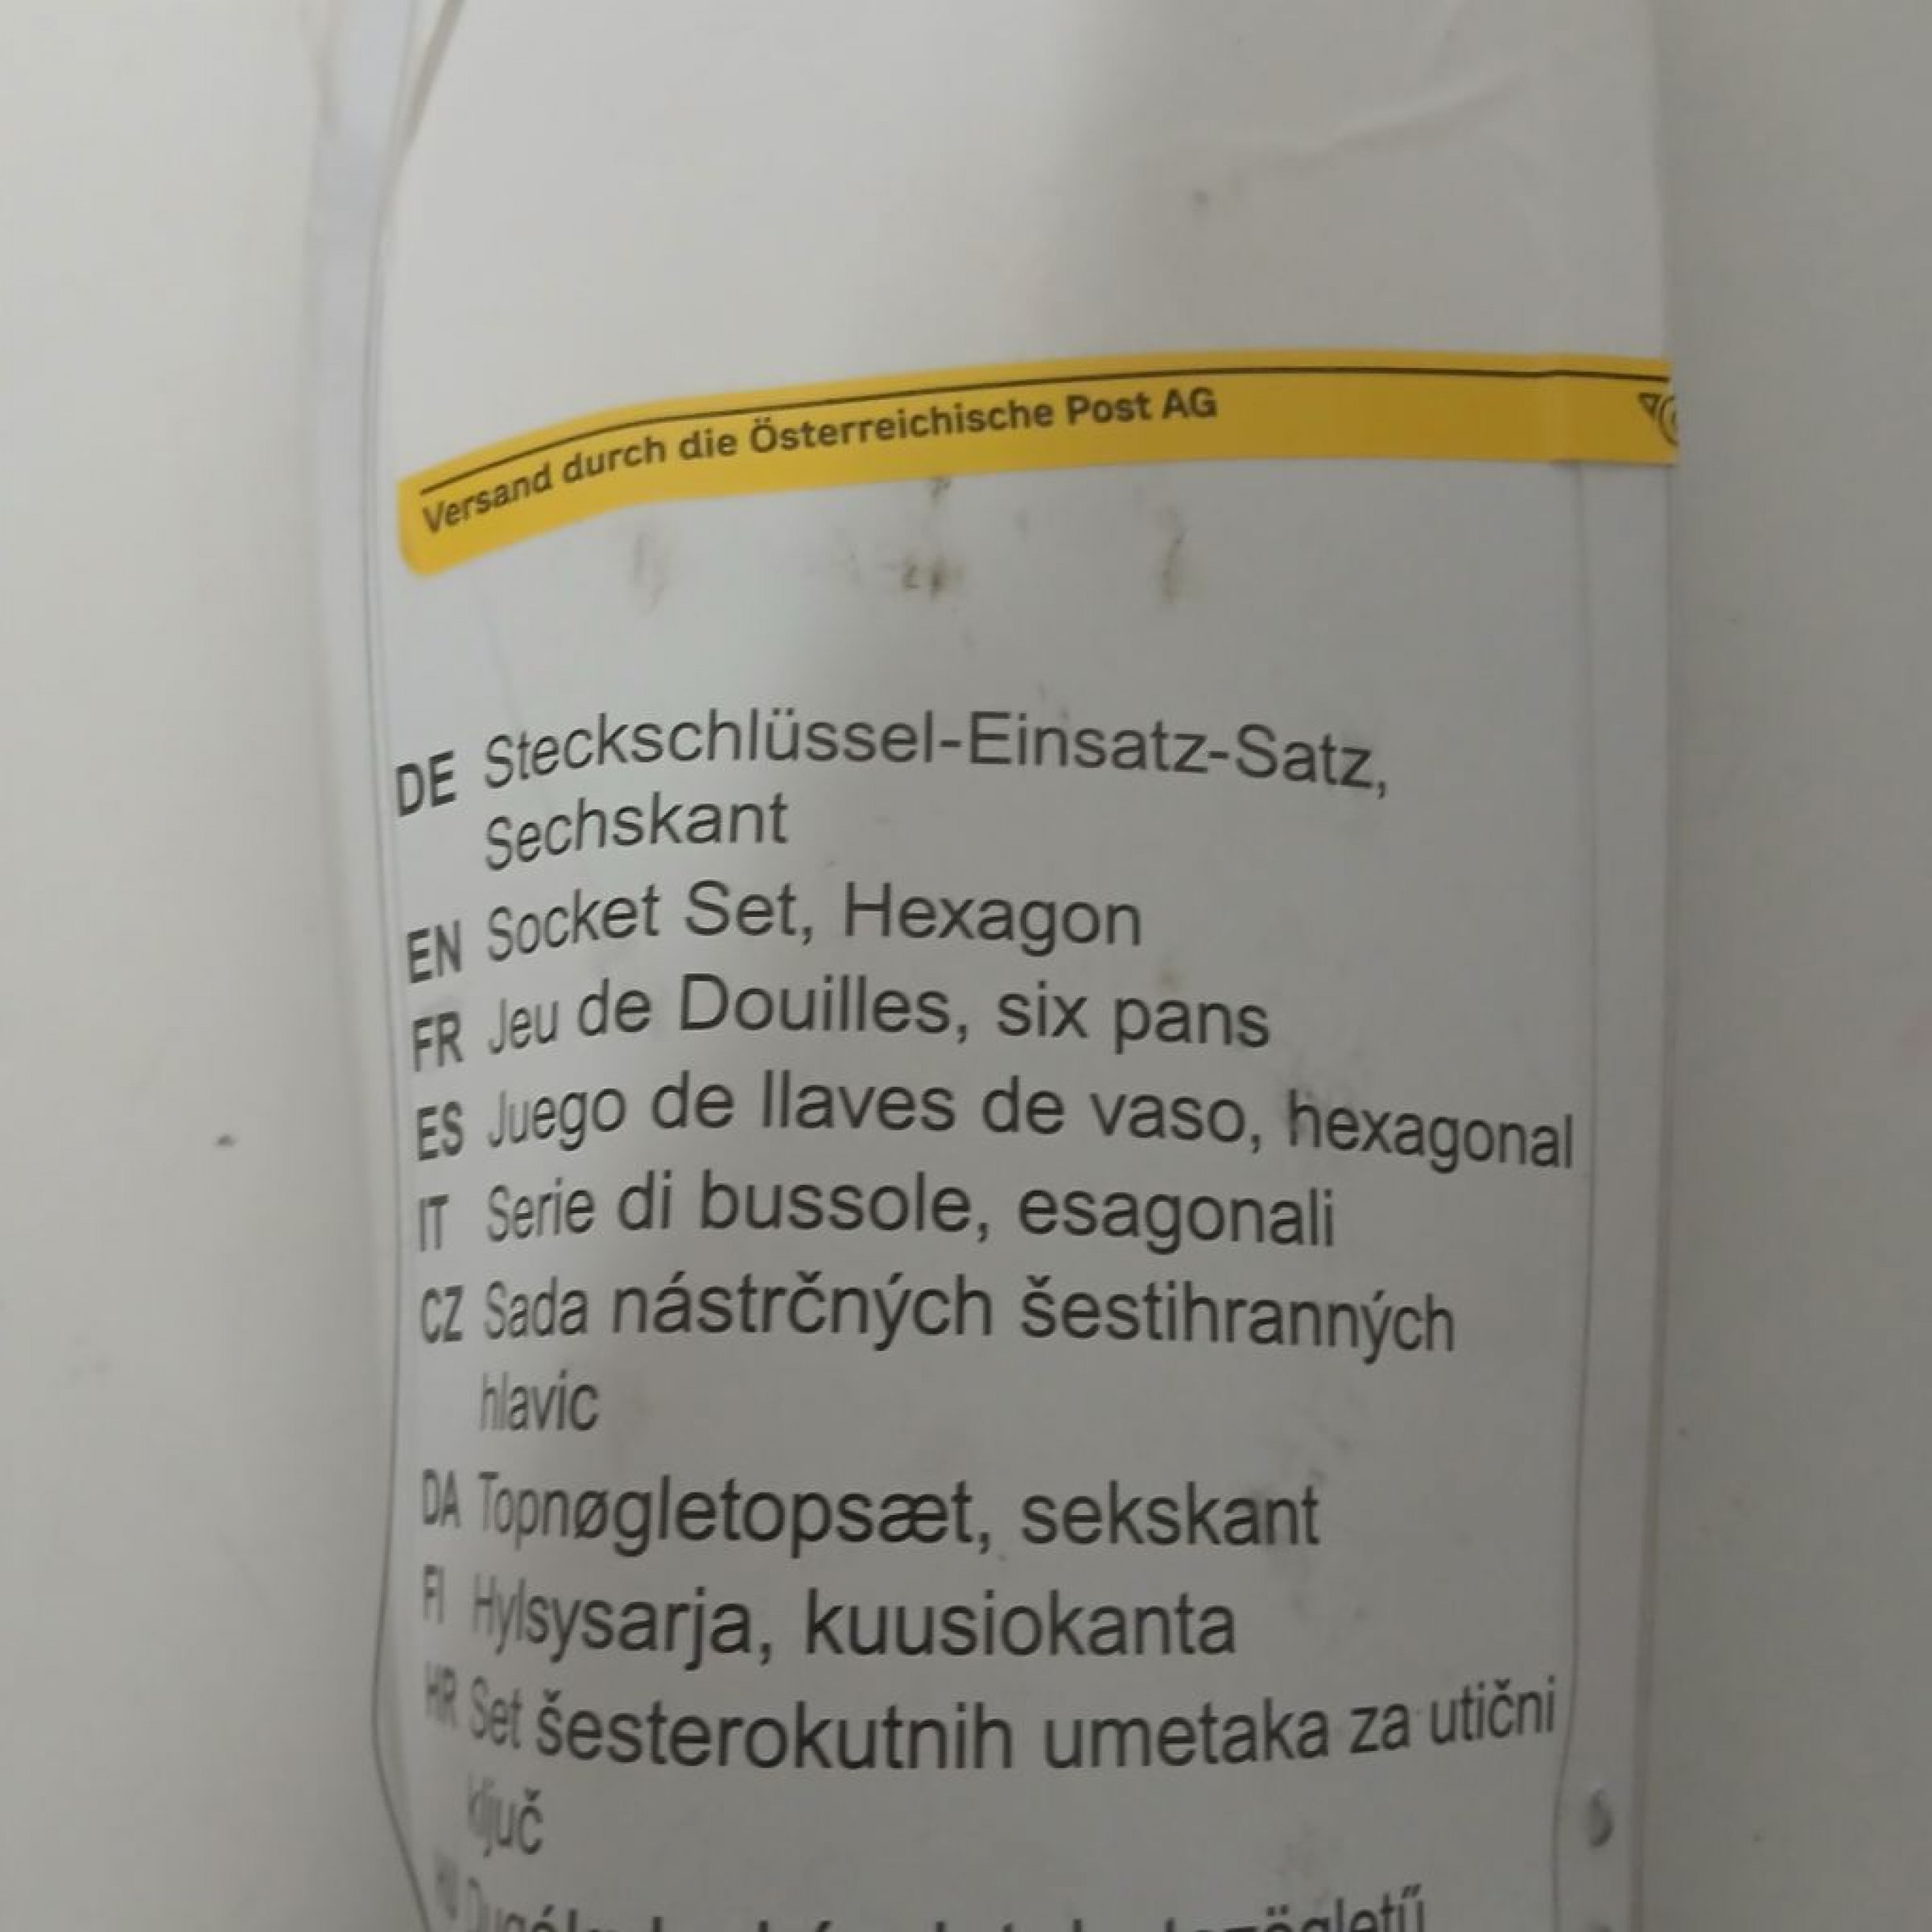 Versand durch die Österreichische Post AG
DE Steckschlüssel-Einsatz-Satz,
Sechskant
EN Socket Set, Hexagon
FR Jeu de Douilles, six pans
ES Juego de llaves de vaso, hexagonal
IT Serie di bussole, esagonali
CZ Sada nástrčných šestihranných
hlavic
DA Topnøgletopsæt, sekskant
FI Hylsysarja, kuusiokanta
HR Set šesterokutnih umetaka za utični
ključ
HU